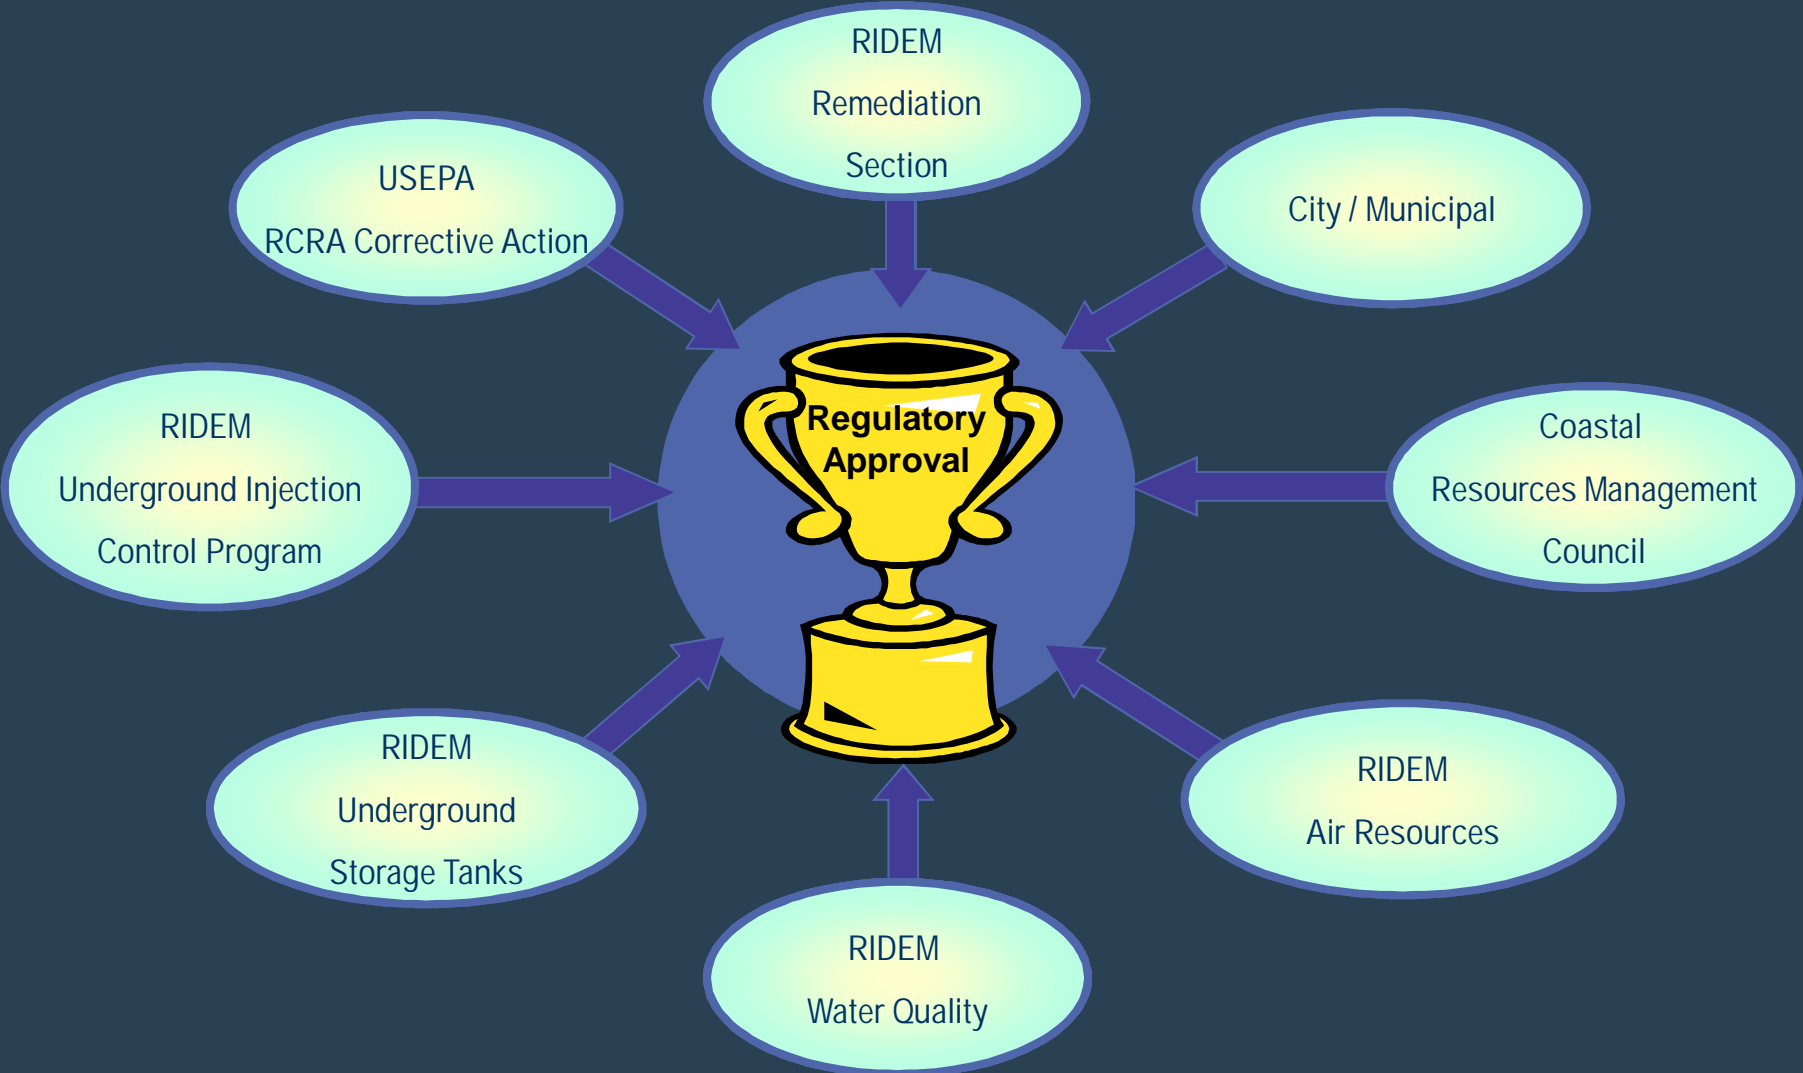 RIDEM
Remediation
Section
USEPA
RCRA Corrective Action
City / Municipal
Regulatory
Approval
RIDEM
Underground Injection
Control Program
Coastal
Resources Management
Council
RIDEM
Underground
Storage Tanks
RIDEM
Air Resources
RIDEM
Water Quality